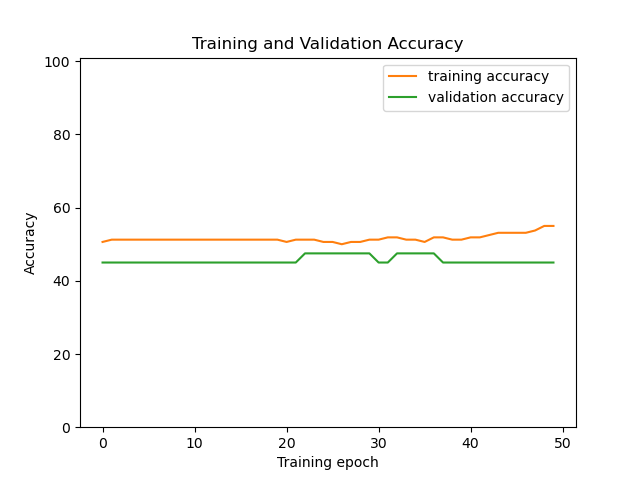 Training and Validation Accuracy
training accuracy
validation accuracy
Accuracy
100
80
60
40
20
0
0 10 20 30 40 50
Training epoch